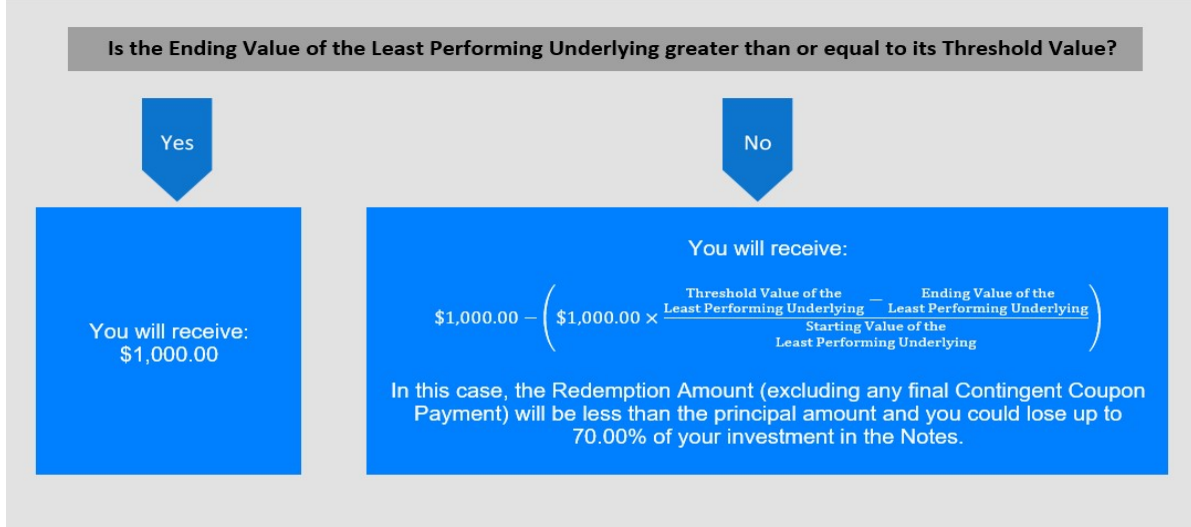 Is the Ending Value of the Least Performing Underlying greater than or equal to its Threshold Value?
Yes
No
You will receive:
$1,000.00
You will receive:
$1,000.00 − ( $1,000.00 × Threshold Value of the Least Performing Underlying − Ending Value of the Least Performing Underlying / Starting Value of the Least Performing Underlying )
In this case, the Redemption Amount (excluding any final Contingent Coupon
Payment) will be less than the principal amount and you could lose up to
70.00% of your investment in the Notes.